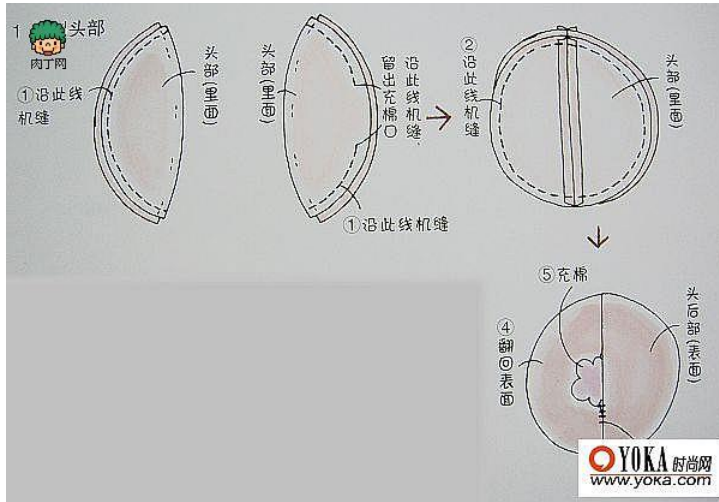 1
头部
肉丁网
①沿此线
机缝
头部(里面)
头部(里面)
沿此线机缝、
留出充棉口
①沿此线机缝
②沿此线机缝
头部(里面)
⑤充棉
④翻回表面
头后部(表面)
YOKA时尚网
www.yoka.com